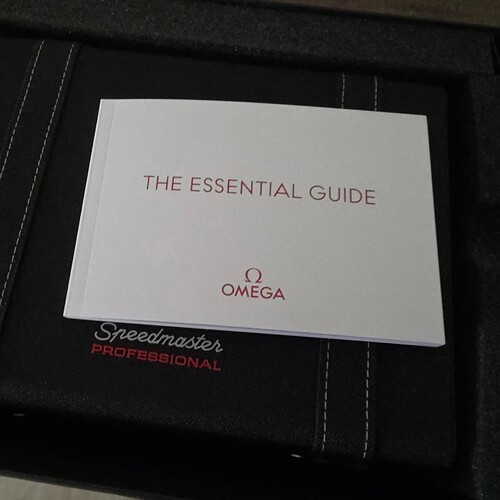 THE ESSENTIAL GUIDE
Ω
OMEGA
Speedmaster
PROFESSIONAL